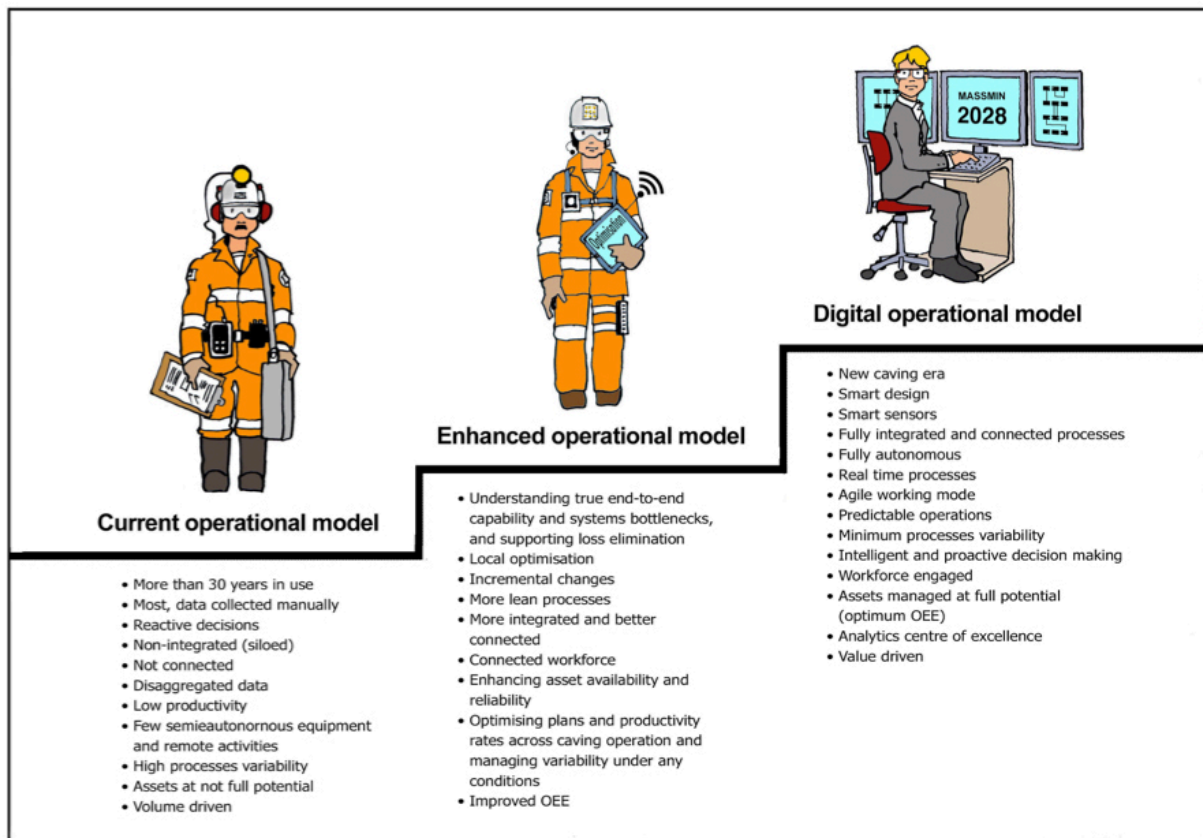 Current operational model
• More than 30 years in use
• Most, data collected manually
• Reactive decisions
• Non-integrated (siloed)
• Not connected
• Disaggregated data
• Low productivity
• Few semieautonornous equipment
and remote activities
• High processes variability
• Assets at not full potential
• Volume driven
Optimisation
Enhanced operational model
• Understanding true end-to-end
capability and systems bottlenecks,
and supporting loss elimination
• Local optimisation
• Incremental changes
• More lean processes
• More integrated and better
connected
• Connected workforce
• Enhancing asset availability and
reliability
• Optimising plans and productivity
rates across caving operation and
managing variability under any
conditions
• Improved OEE
MASSMIN
2028
Digital operational model
• New caving era
• Smart design
• Smart sensors
• Fully integrated and connected processes
• Fully autonomous
• Real time processes
• Agile working mode
• Predictable operations
• Minimum processes variability
• Intelligent and proactive decision making
• Workforce engaged
• Assets managed at full potential
(optimum OEE)
• Analytics centre of excellence
• Value driven